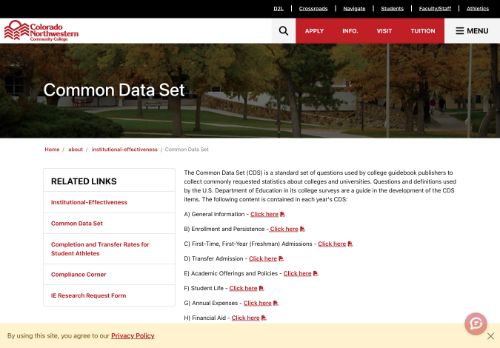 D2L Crossroads Navigate Students Faculty/Staff Athletics
Colorado
Northwestern
Community College
APPLY INFO. VISIT TUITION MENU
Common Data Set
Home / about / institutional-effectiveness / Common Data Set
RELATED LINKS
Institutional-Effectiveness
Common Data Set
Completion and Transfer Rates for
Student Athletes
Compliance Corner
IE Research Request Form
The Common Data Set (CDS) is a standard set of questions used by college guidebook publishers to
collect commonly requested statistics about colleges and universities. Questions and definitions used
by the U.S. Department of Education in its college surveys are a guide in the development of the CDS
items. The following content is contained in each year's CDS:
A) General Information - Click here
B) Enrollment and Persistence - Click here
C) First-Time, First-Year (Freshman) Admissions - Click here
D) Transfer Admission - Click here
E) Academic Offerings and Policies - Click here
F) Student Life - Click here
G) Annual Expenses - Click here
H) Financial Aid - Click here
By using this site, you agree to our Privacy Policy